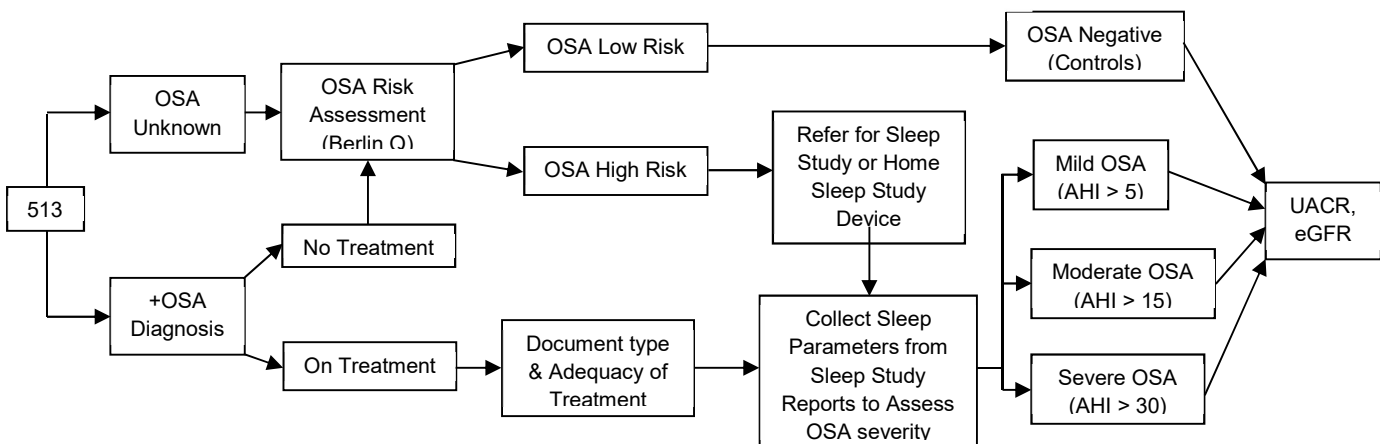 513
OSA
Unknown
+OSA
Diagnosis
OSA Risk
Assessment
(Berlin Q)
No Treatment
On Treatment
OSA Low Risk
OSA High Risk
Document type
& Adequacy of
Treatment
Refer for Sleep
Study or Home
Sleep Study
Device
Collect Sleep
Parameters from
Sleep Study
Reports to Assess
OSA severity
OSA Negative
(Controls)
Mild OSA
(AHI > 5)
Moderate OSA
(AHI > 15)
Severe OSA
(AHI > 30)
UACR,
eGFR